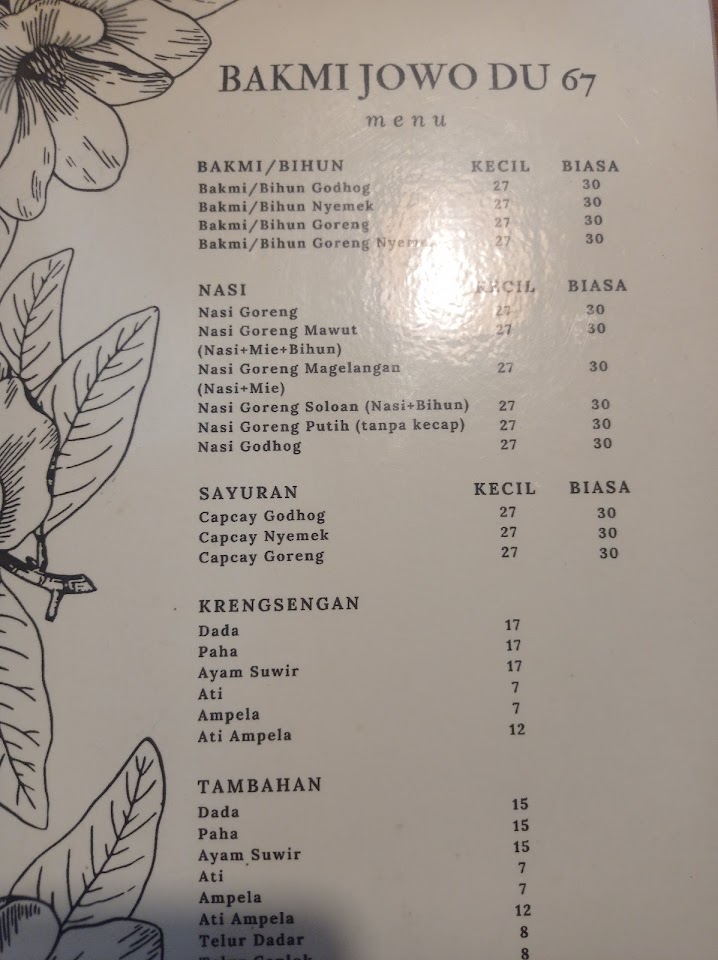 BAKMI JOWO DU 67
menu
BAKMI/BIHUN KECIL BIASA
Bakmi/Bihun Godhog 27 30
Bakmi/Bihun Nyemek 27 30
Bakmi/Bihun Goreng 27 30
Bakmi/Bihun Goreng 27 30
NASI KECIL BIASA
Nasi Goreng 27 30
Nasi Goreng Mawut 27 30
(Nasi+Mie+Bihun)
Nasi Goreng Magelangan 27 30
(Nasi+Mie)
Nasi Goreng Soloan (Nasi+Bihun) 27 30
Nasi Goreng Putih (tanpa kecap) 27 30
Nasi Godhog 27 30
SAYURAN KECIL BIASA
Capcay Godhog 27 30
Capcay Nyemek 27 30
Capcay Goreng 27 30
KRENGSENGAN
Dada 17
Paha 17
Ayam Suwir 17
Ati 7
Ampela 7
Ati Ampela 12
TAMBAHAN
Dada 15
Paha 15
Ayam Suwir 15
Ati 7
Ampela 7
Ati Ampela 12
Telur Dadar 8
8